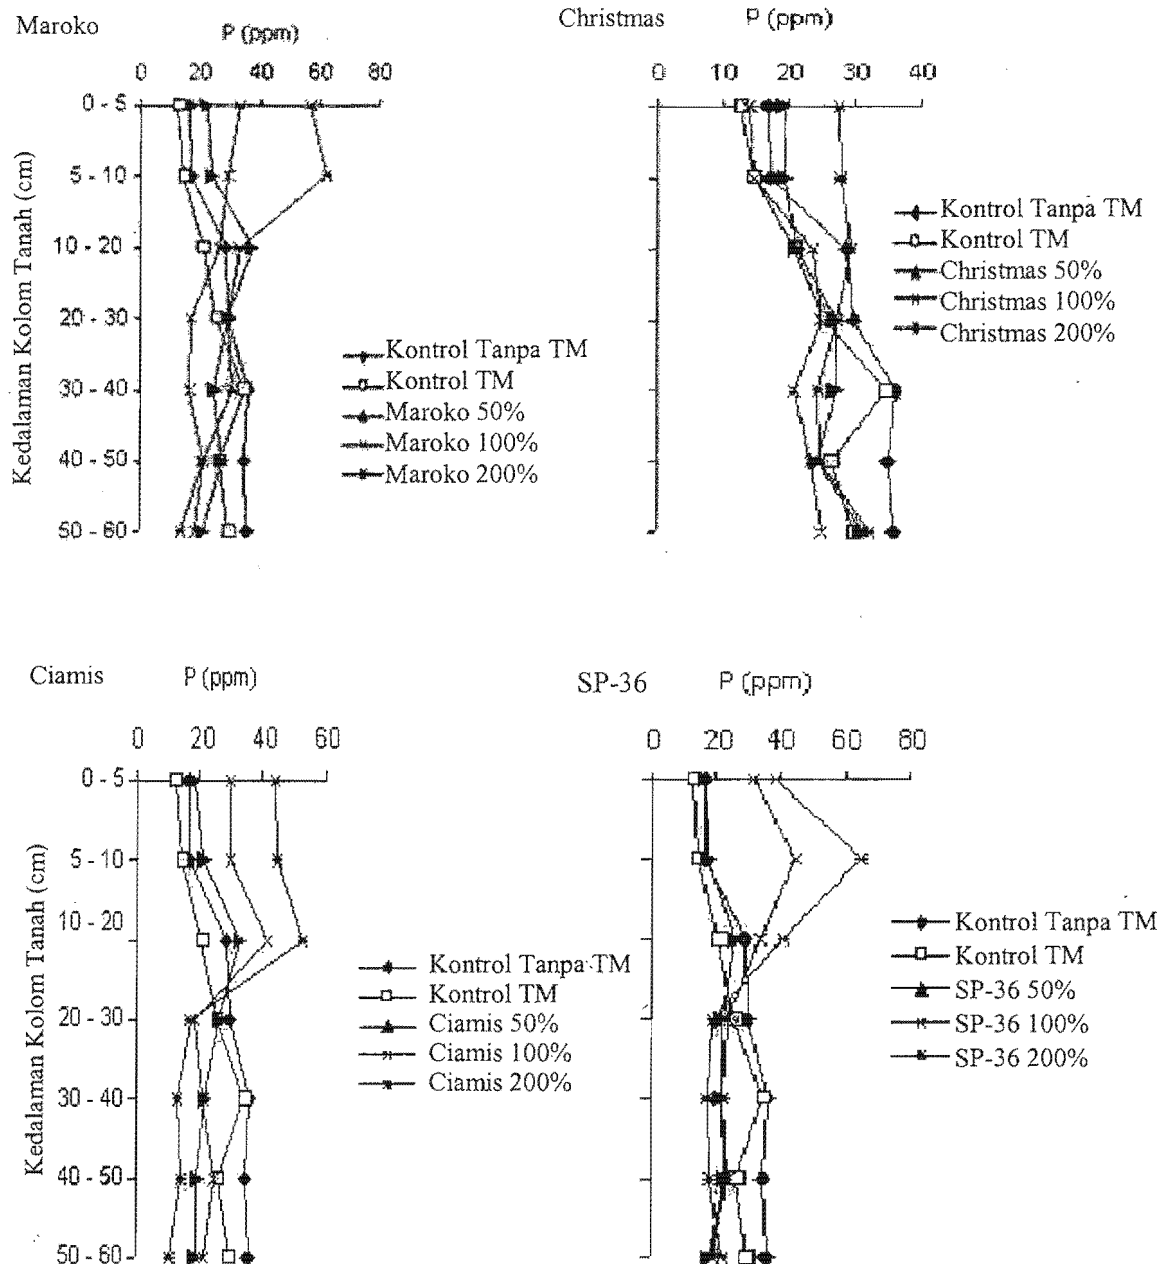 Maroko
P (ppm)
0 20 40 60 80
Kedalaman Kolom Tanah (cm)
0 - 5
5 - 10
10 - 20
20 - 30
30 - 40
40 - 50
50 - 60
Kontrol Tanpa TM
Kontrol TM
Maroko 50%
Maroko 100%
Maroko 200%
Christmas
P (ppm)
0 10 20 30 40
Kontrol Tanpa TM
Kontrol TM
Christmas 50%
Christmas 100%
Christmas 200%
Ciamis
P (ppm)
0 20 40 60
Kedalaman Kolom Tanah (cm)
0 - 5
5 - 10
10 - 20
20 - 30
30 - 40
40 - 50
50 - 60
Kontrol Tanpa TM
Kontrol TM
Ciamis 50%
Ciamis 100%
Ciamis 200%
SP-36
P (ppm)
0 20 40 60 80
Kontrol Tanpa TM
Kontrol TM
SP-36 50%
SP-36 100%
SP-36 200%